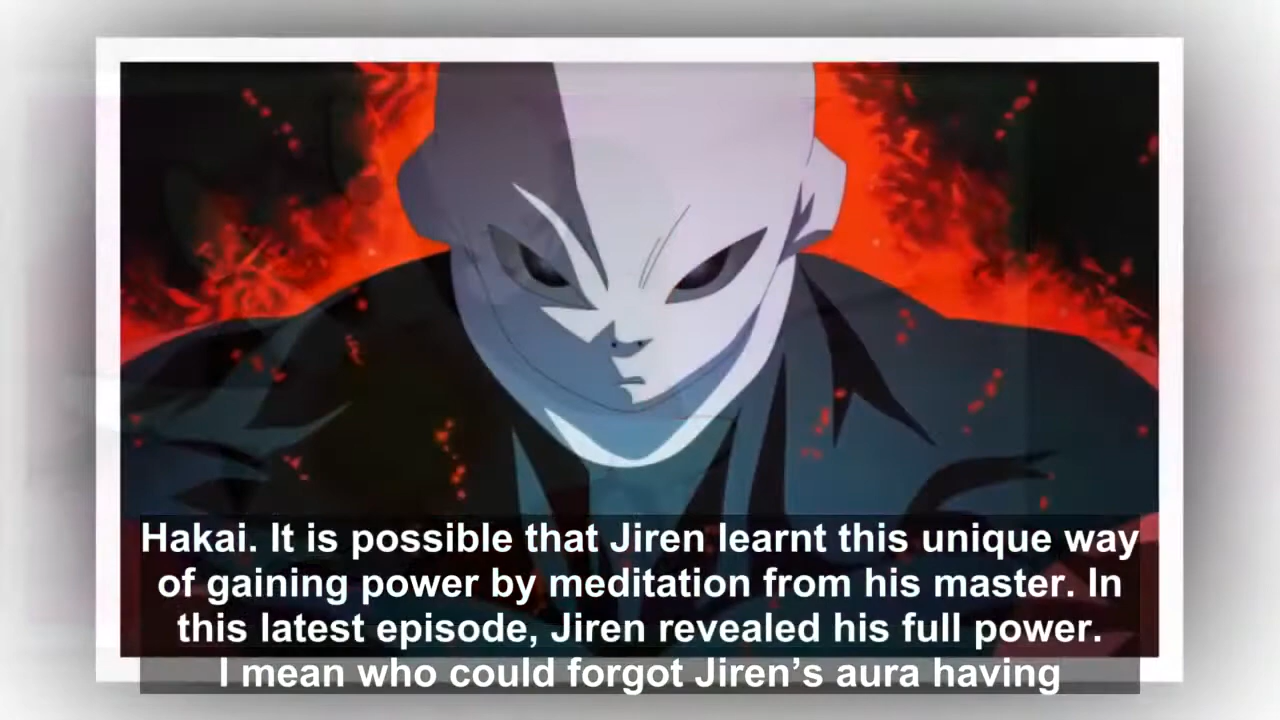 Hakai. It is possible that Jiren learnt this unique way
of gaining power by meditation from his master. In
this latest episode, Jiren revealed his full power.
I mean who could forgot Jiren’s aura having